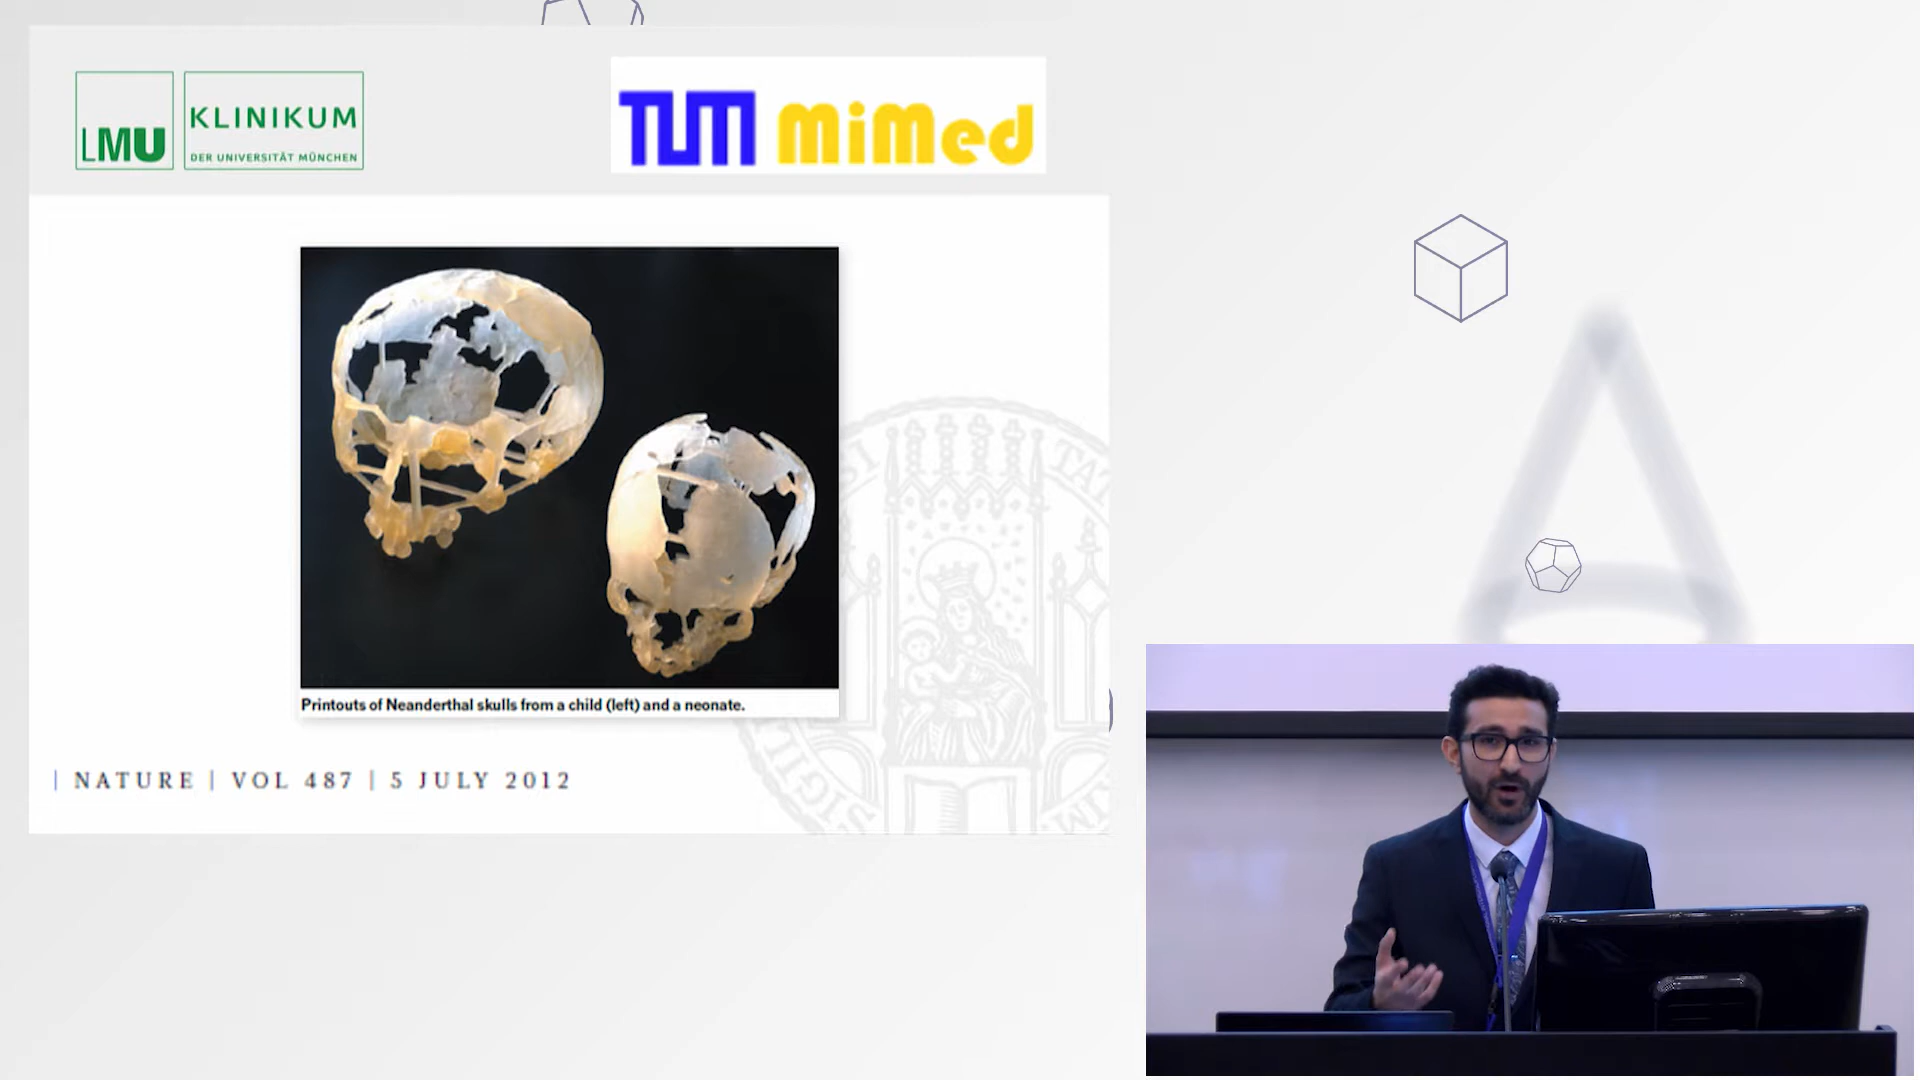 LMU
KLINIKUM
DER UNIVERSITÄT MÜNCHEN
TUM MiMed
Printouts of Neanderthal skulls from a child (left) and a neonate.
| NATURE | VOL 487 | 5 JULY 2012